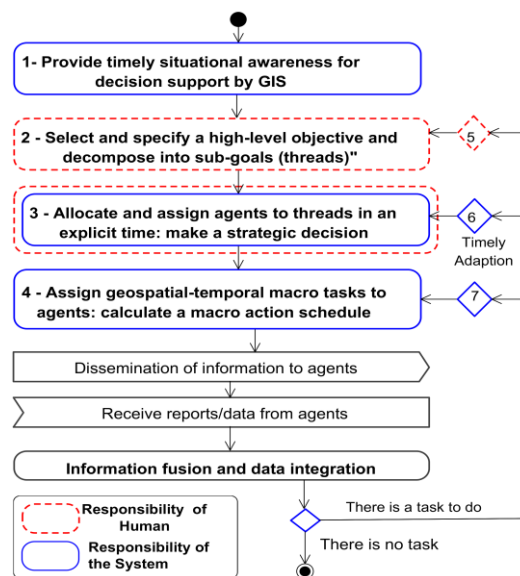 1- Provide timely situational awareness for
decision support by GIS
2 - Select and specify a high-level objective and
decompose into sub-goals (threads)"
5
3 - Allocate and assign agents to threads in an
explicit time: make a strategic decision
6
Timely
Adaption
4 - Assign geospatial-temporal macro tasks to
agents: calculate a macro action schedule
7
Dissemination of information to agents
Receive reports/data from agents
Information fusion and data integration
There is a task to do
There is no task
Responsibility of
Human
Responsibility of
the System